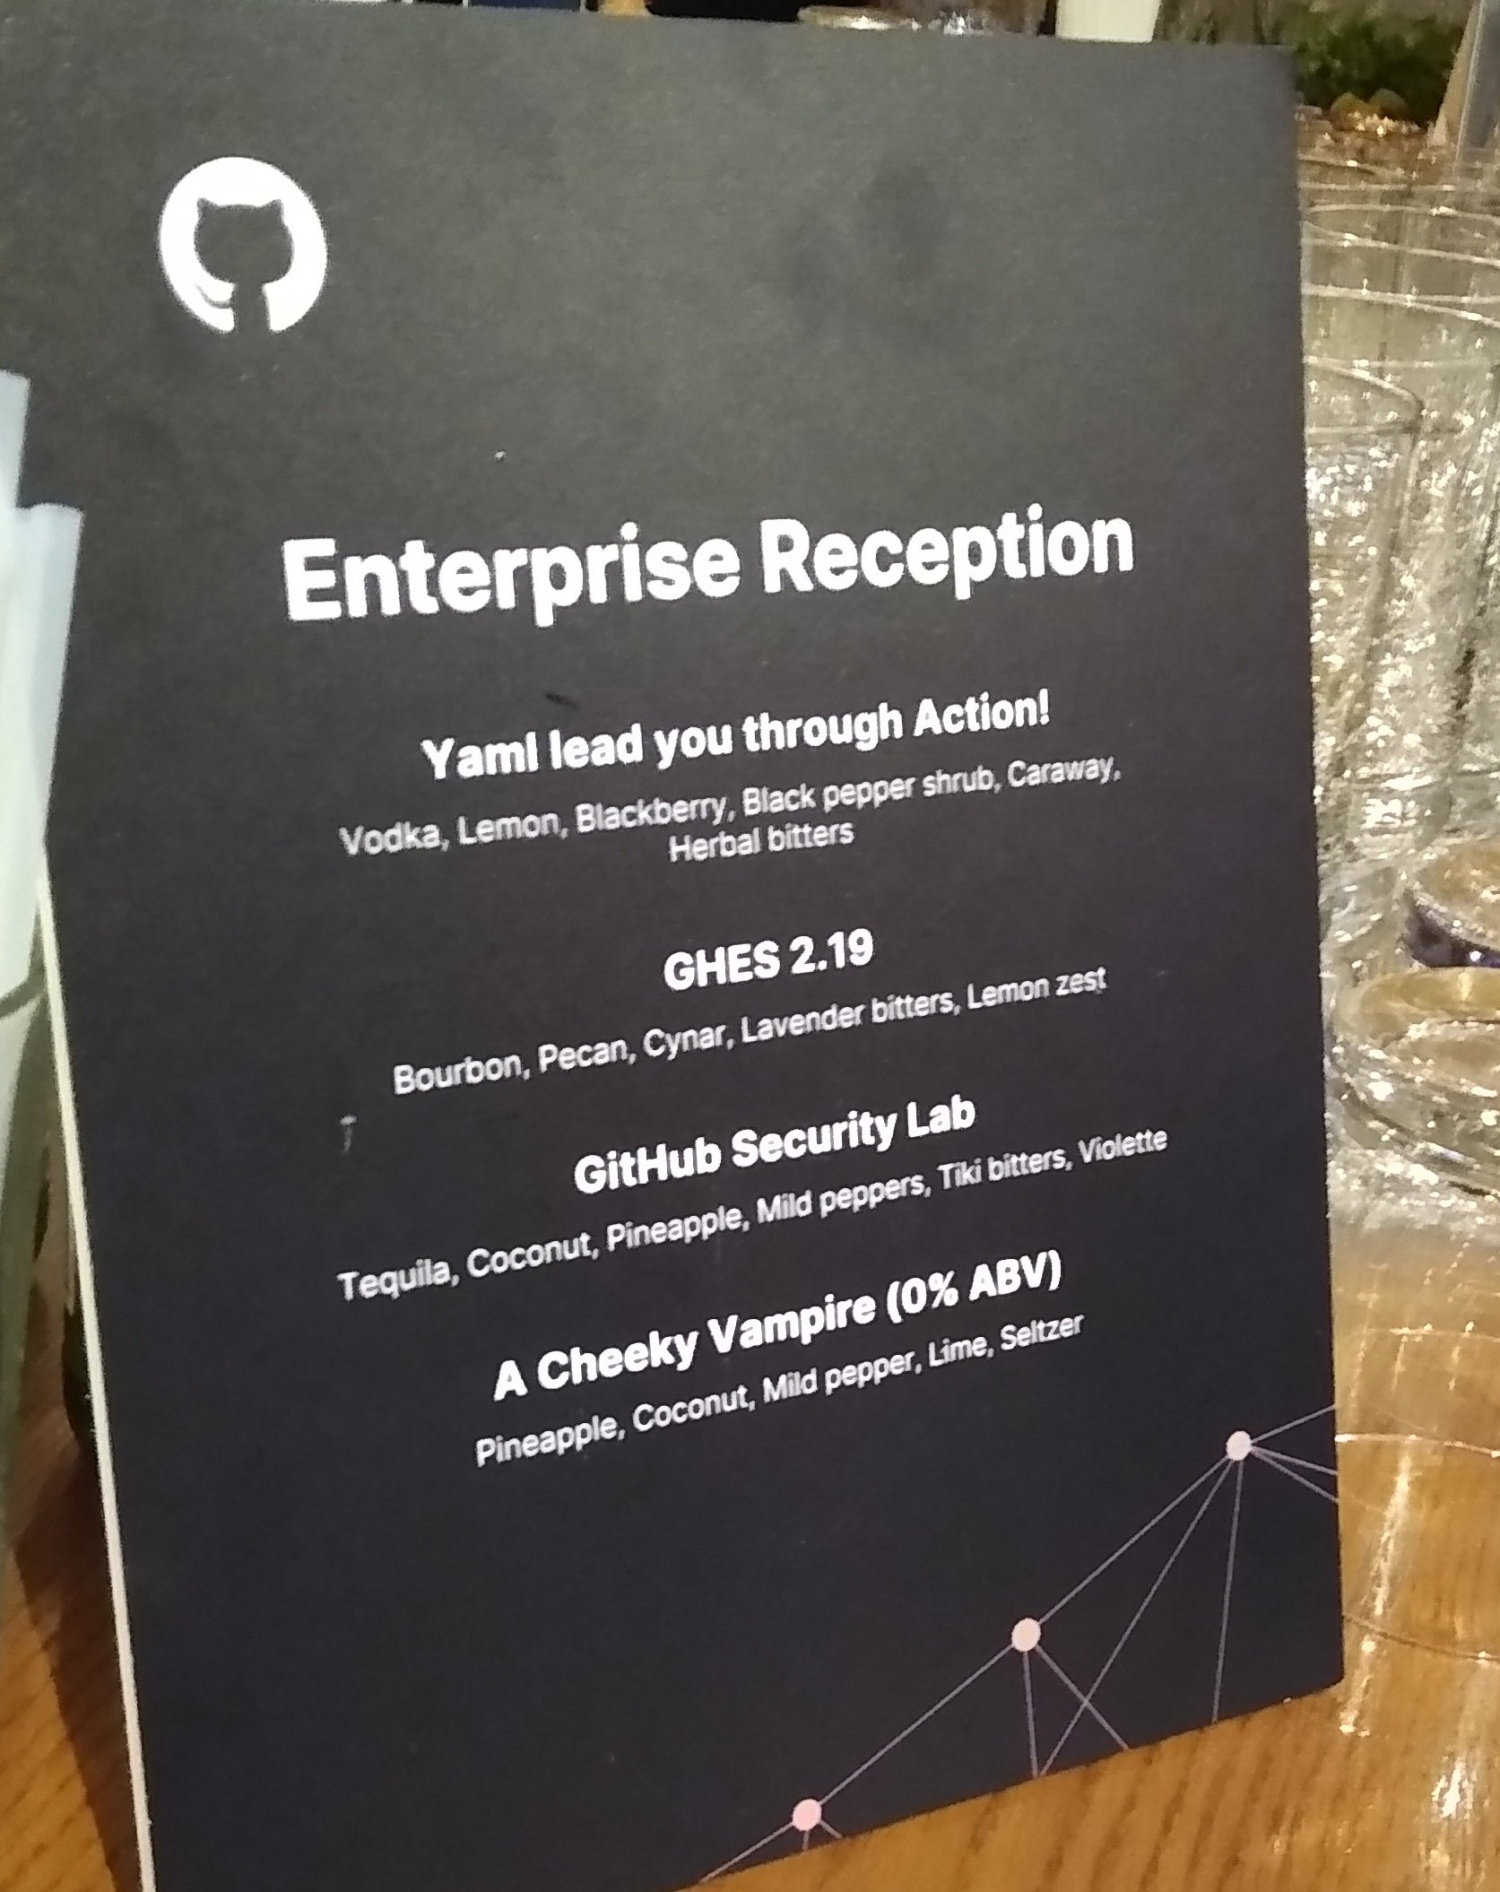 Enterprise Reception
Yaml lead you through Action!
Vodka, Lemon, Blackberry, Black pepper shrub, Caraway,
Herbal bitters
GHES 2.19
Bourbon, Pecan, Cynar, Lavender bitters, Lemon zest
GitHub Security Lab
Tequila, Coconut, Pineapple, Mild peppers, Tiki bitters, Violette
A Cheeky Vampire (0% ABV)
Pineapple, Coconut, Mild pepper, Lime, Seltzer